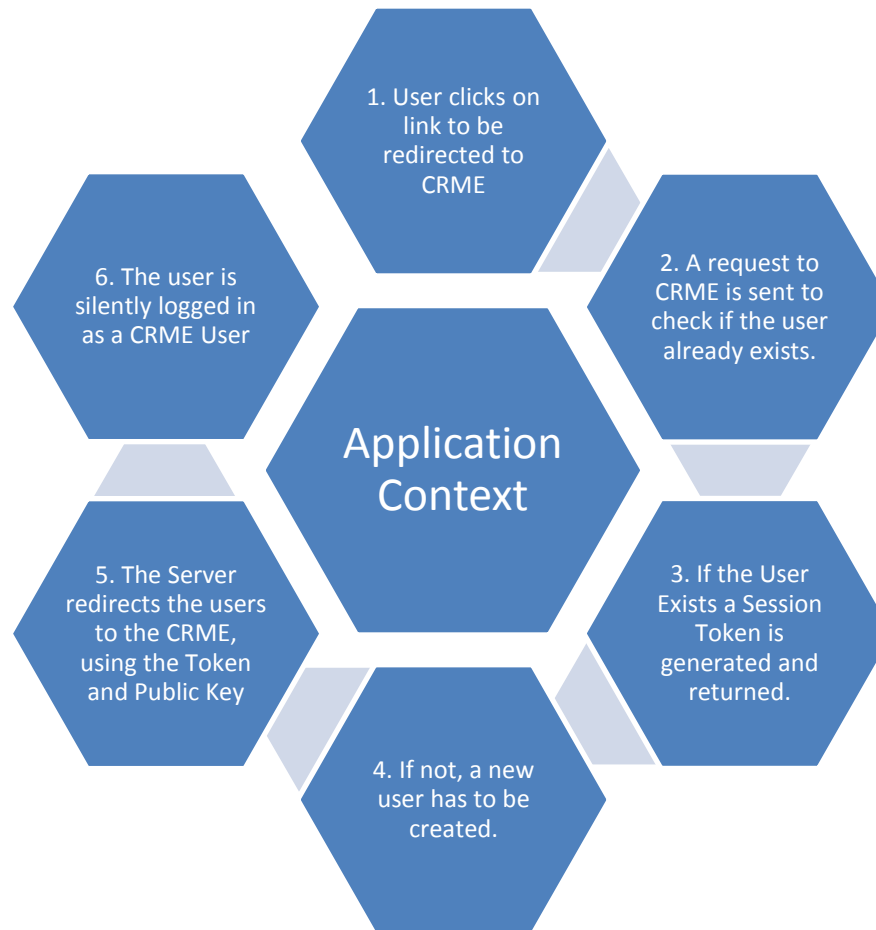 1. User clicks on
link to be
redirected to
CRME
2. A request to
CRME is sent to
check if the user
already exists.
3. If the User
Exists a Session
Token is
generated and
returned.
4. If not, a new
user has to be
created.
5. The Server
redirects the users
to the CRME,
using the Token
and Public Key
6. The user is
silently logged in
as a CRME User
Application
Context